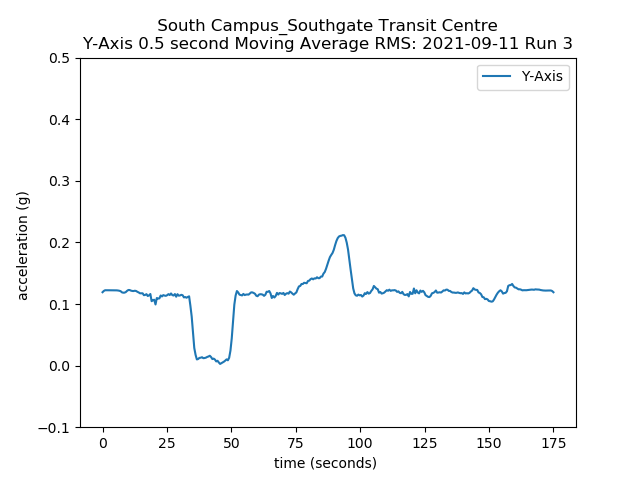 South Campus_Southgate Transit Centre
Y-Axis 0.5 second Moving Average RMS: 2021-09-11 Run 3
Y-Axis
acceleration (g)
0.5
0.4
0.3
0.2
0.1
0.0
−0.1
0 25 50 75 100 125 150 175
time (seconds)